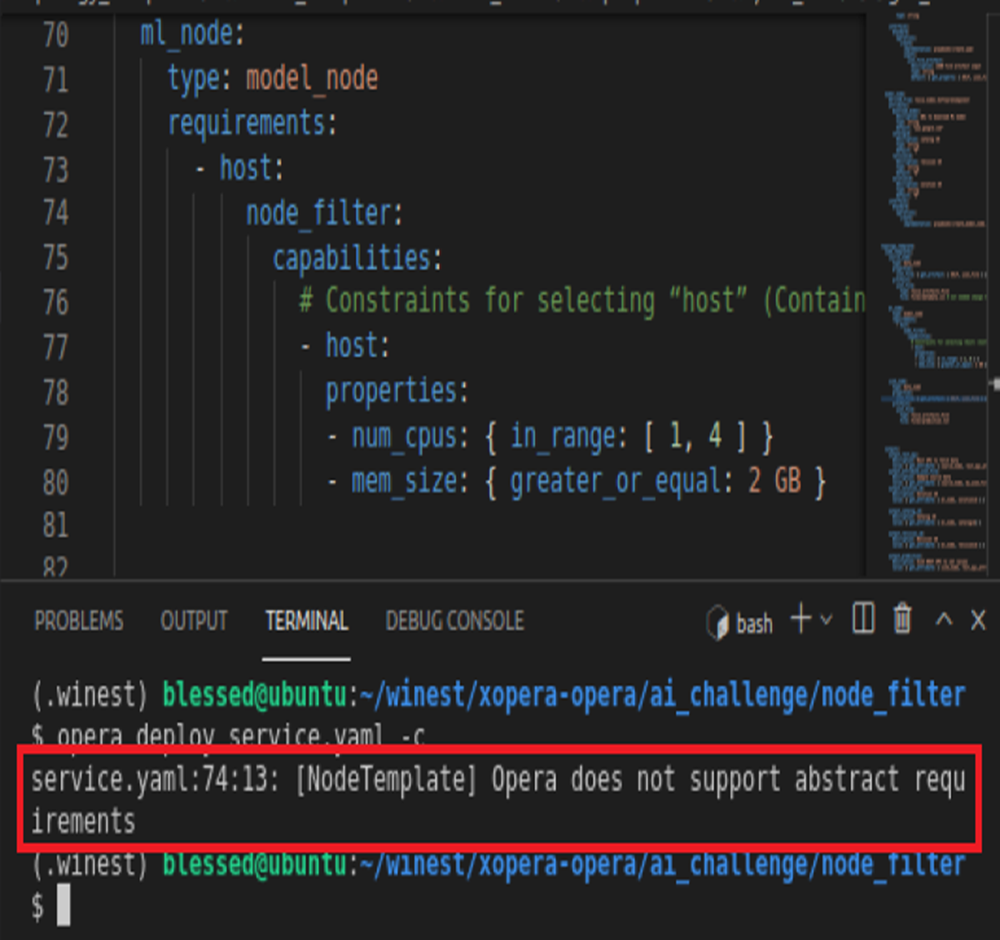 70 ml_node:
71 type: model_node
72 requirements:
73 - host:
74 node_filter:
75 capabilities:
76 # Constraints for selecting “host” (Contain
77 - host:
78 properties:
79 - num_cpus: { in_range: [ 1, 4 ] }
80 - mem_size: { greater_or_equal: 2 GB }
81
82
PROBLEMS OUTPUT TERMINAL DEBUG CONSOLE bash
(.winest) blessed@ubuntu:~/winest/xopera-opera/ai_challenge/node_filter
$ opera deploy service.yaml -c
service.yaml:74:13: [NodeTemplate] Opera does not support abstract requ
irements
(.winest) blessed@ubuntu:~/winest/xopera-opera/ai_challenge/node_filter
$